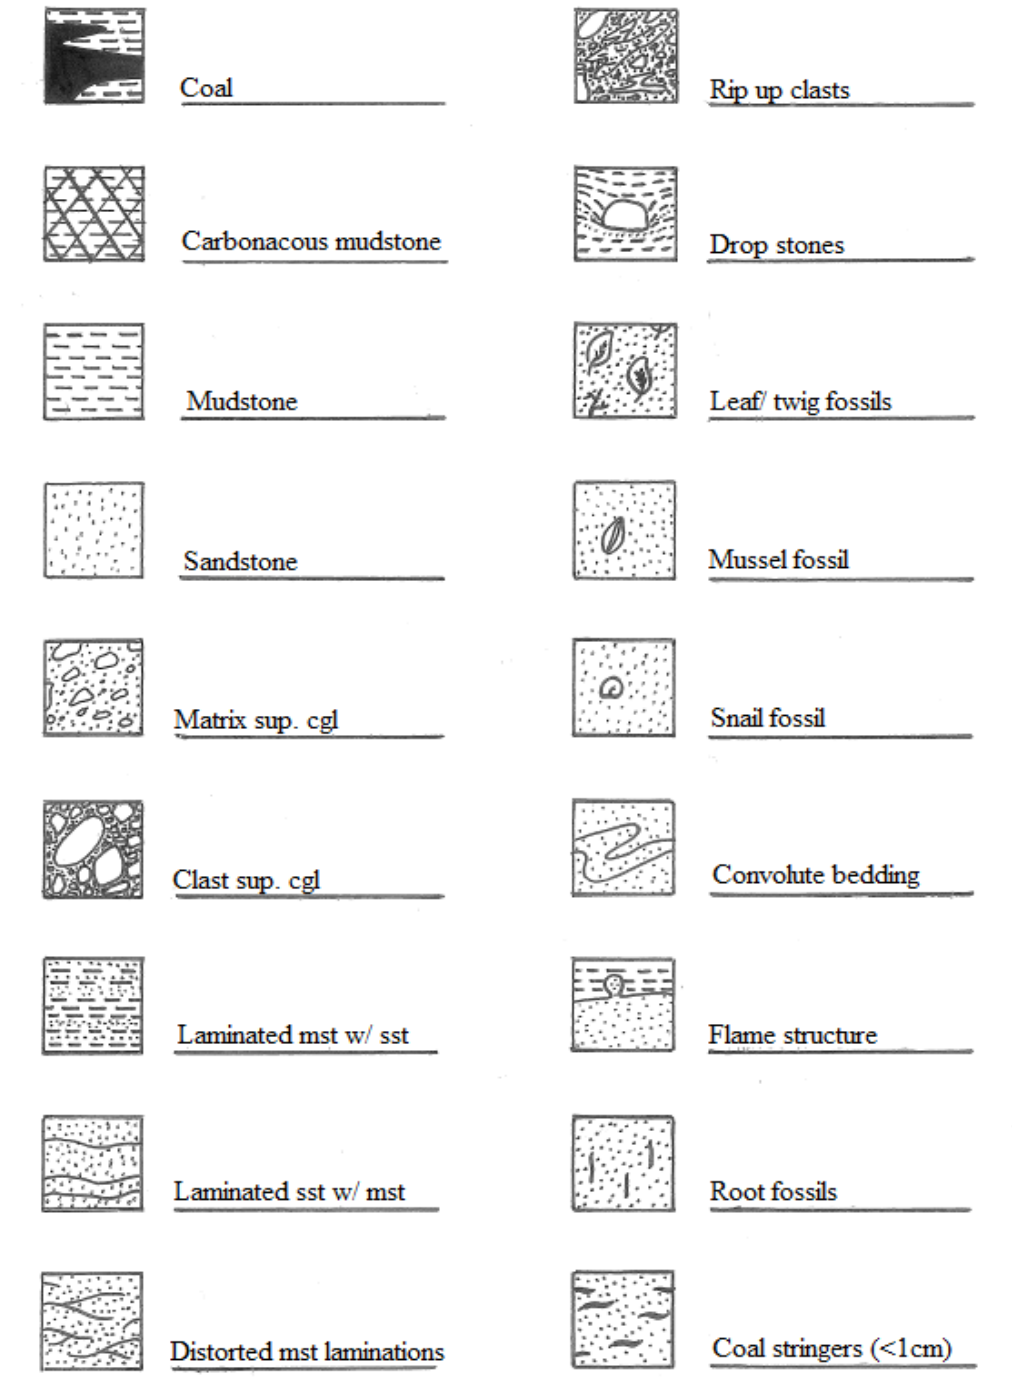 Coal
Carbonacous mudstone
Mudstone
Sandstone
Matrix sup. cgl
Clast sup. cgl
Laminated mst w/ sst
Laminated sst w/ mst
Distorted mst laminations
Rip up clasts
Drop stones
Leaf/ twig fossils
Mussel fossil
Snail fossil
Convolute bedding
Flame structure
Root fossils
Coal stringers (<1cm)